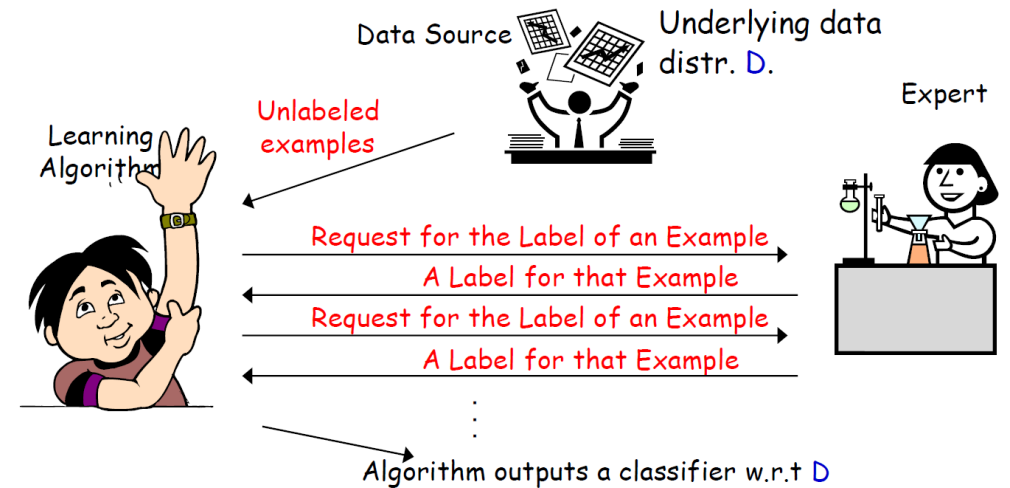 Data Source
Underlying data
distr. D.
Expert
Unlabeled
examples
Learning
Algorithm
Request for the Label of an Example
A Label for that Example
Request for the Label of an Example
A Label for that Example
Algorithm outputs a classifier w.r.t D